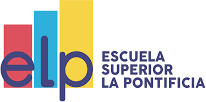 elp
ESCUELA
SUPERIOR
LA PONTIFICIA